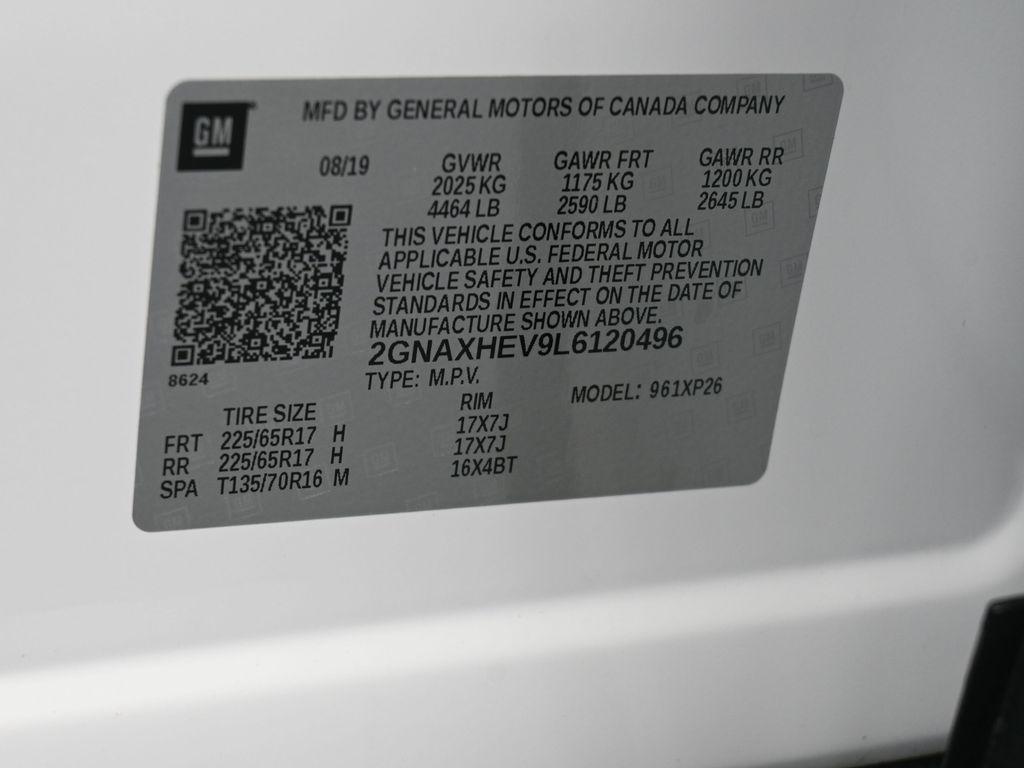 GM
MFD BY GENERAL MOTORS OF CANADA COMPANY
08/19 GVWR GAWR FRT GAWR RR
2025 KG 1175 KG 1200 KG
4464 LB 2590 LB 2645 LB
THIS VEHICLE CONFORMS TO ALL
APPLICABLE U.S. FEDERAL MOTOR
VEHICLE SAFETY AND THEFT PREVENTION
STANDARDS IN EFFECT ON THE DATE OF
MANUFACTURE SHOWN ABOVE.
2GNAXHEV9L6120496
8624
TYPE: M.P.V. MODEL: 961XP26
TIRE SIZE RIM
FRT 225/65R17 H 17X7J
RR 225/65R17 H 17X7J
SPA T135/70R16 M 16X4BT